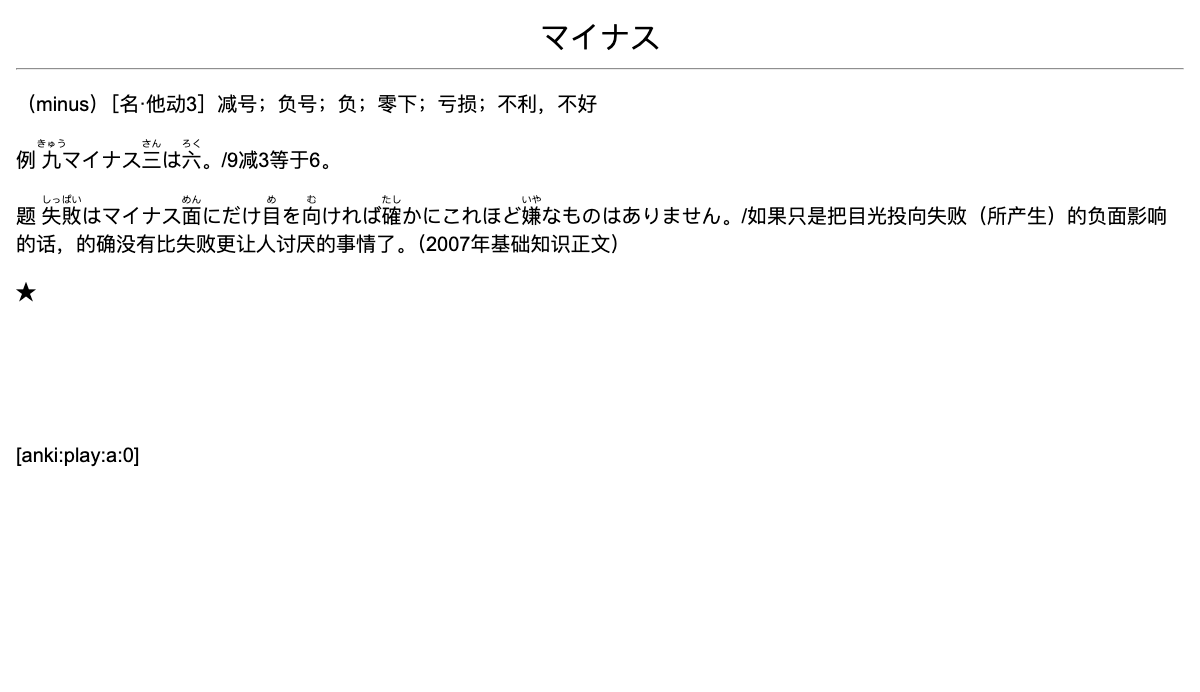 マイナス
（minus）［名·他动3］减号；负号；负；零下；亏损；不利，不好
きゅう さん ろく
例 九マイナス三は六。/9减3等于6。
しっぱい めん め む たし いや
题 失敗はマイナス面にだけ目を向ければ確かにこれほど嫌なものはありません。/如果只是把目光投向失败（所产生）的负面影响
的话，的确没有比失败更让人讨厌的事情了。（2007年基础知识正文）
★
[anki:play:a:0]